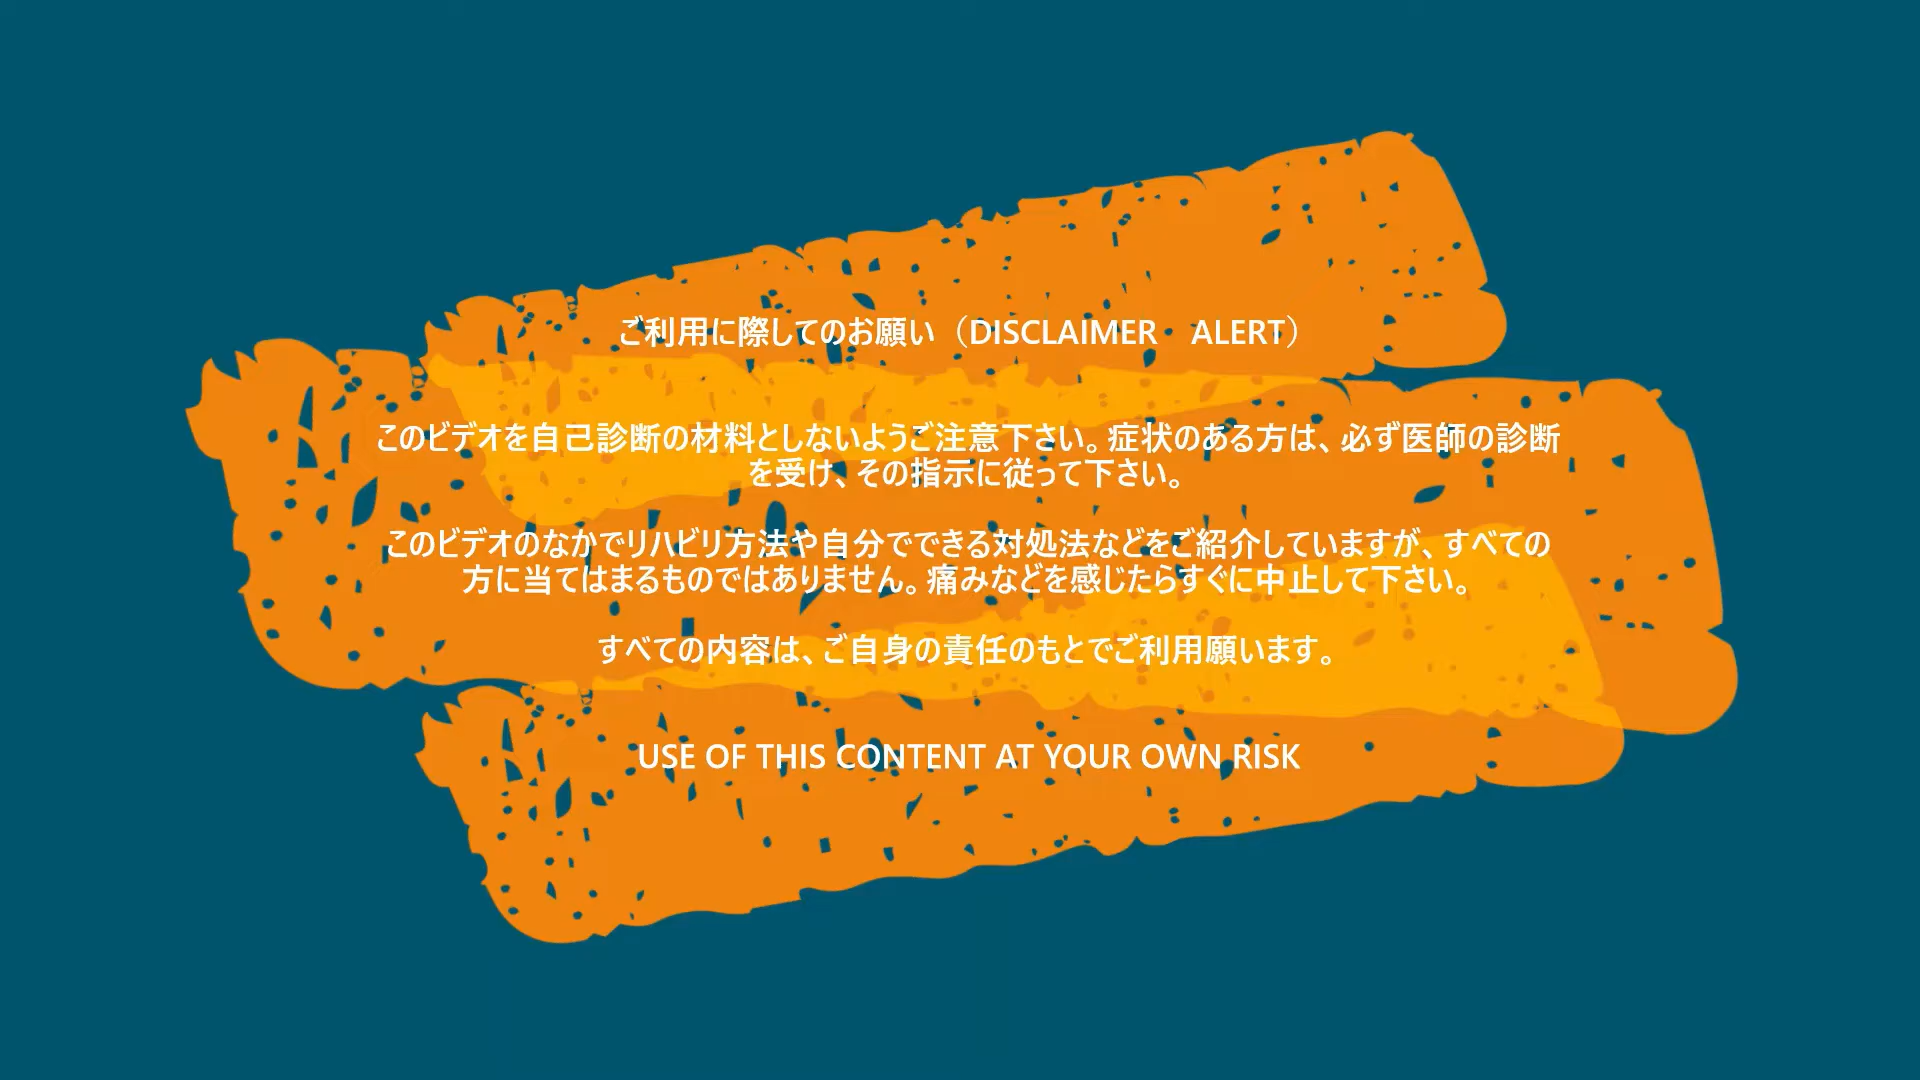 ご利用に際してのお願い（DISCLAIMER　ALERT）
このビデオを自己診断の材料としないようご注意下さい。症状のある方は、必ず医師の診断
を受け、その指示に従って下さい。
このビデオのなかでリハビリ方法や自分でできる対処法などをご紹介していますが、すべての
方に当てはまるものではありません。痛みなどを感じたらすぐに中止して下さい。
すべての内容は、ご自身の責任のもとでご利用願います。
USE OF THIS CONTENT AT YOUR OWN RISK